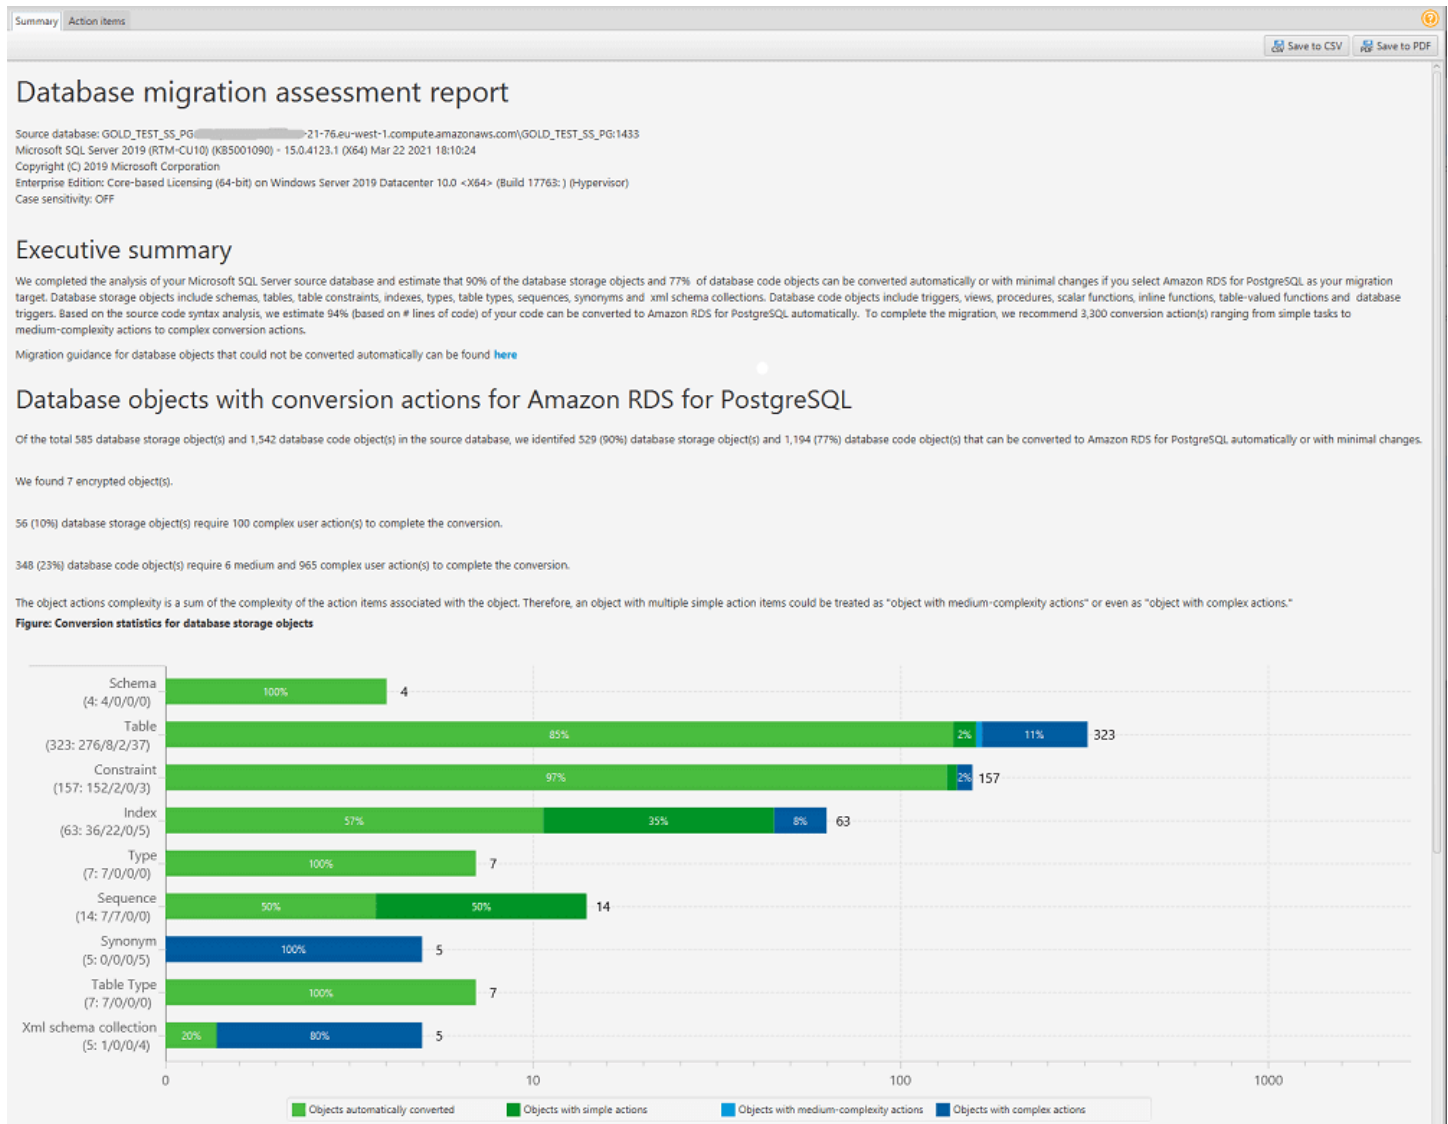 Summary Action items
Save to CSV Save to PDF
Database migration assessment report
Source database: GOLD_TEST_SS_PG -21-76.eu-west-1.compute.amazonaws.com\GOLD_TEST_SS_PG:1433
Microsoft SQL Server 2019 (RTM-CU10) (KB5001090) - 15.0.4123.1 (X64) Mar 22 2021 18:10:24
Copyright (C) 2019 Microsoft Corporation
Enterprise Edition: Core-based Licensing (64-bit) on Windows Server 2019 Datacenter 10.0 <X64> (Build 17763: ) (Hypervisor)
Case sensitivity: OFF
Executive summary
We completed the analysis of your Microsoft SQL Server source database and estimate that 90% of the database storage objects and 77% of database code objects can be converted automatically or with minimal changes if you select Amazon RDS for PostgreSQL as your migration
target. Database storage objects include schemas, tables, table constraints, indexes, types, table types, sequences, synonyms and xml schema collections. Database code objects include triggers, views, procedures, scalar functions, inline functions, table-valued functions and database
triggers. Based on the source code syntax analysis, we estimate 94% (based on # lines of code) of your code can be converted to Amazon RDS for PostgreSQL automatically. To complete the migration, we recommend 3,300 conversion action(s) ranging from simple tasks to
medium-complexity actions to complex conversion actions.
Migration guidance for database objects that could not be converted automatically can be found here
Database objects with conversion actions for Amazon RDS for PostgreSQL
Of the total 585 database storage object(s) and 1,542 database code object(s) in the source database, we identifed 529 (90%) database storage object(s) and 1,194 (77%) database code object(s) that can be converted to Amazon RDS for PostgreSQL automatically or with minimal changes.
We found 7 encrypted object(s).
56 (10%) database storage object(s) require 100 complex user action(s) to complete the conversion.
348 (23%) database code object(s) require 6 medium and 965 complex user action(s) to complete the conversion.
The object actions complexity is a sum of the complexity of the action items associated with the object. Therefore, an object with multiple simple action items could be treated as "object with medium-complexity actions" or even as "object with complex actions."
Figure: Conversion statistics for database storage objects
Schema
(4: 4/0/0/0)
100% 4
Table
(323: 276/8/2/37)
85% 2% 11% 323
Constraint
(157: 152/2/0/3)
97% 2% 157
Index
(63: 36/22/0/5)
57% 35% 8% 63
Type
(7: 7/0/0/0)
100% 7
Sequence
(14: 7/7/0/0)
50% 50% 14
Synonym
(5: 0/0/0/5)
100% 5
Table Type
(7: 7/0/0/0)
100% 7
Xml schema collection
(5: 1/0/0/4)
20% 80% 5
0 10 100 1000
Objects automatically converted Objects with simple actions Objects with medium-complexity actions Objects with complex actions